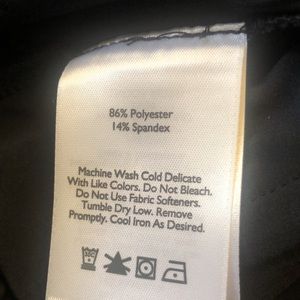 86% Polyester
14% Spandex
Machine Wash Cold Delicate
With Like Colors. Do Not Bleach.
Do Not Use Fabric Softeners.
Tumble Dry Low. Remove
Promptly. Cool Iron As Desired.